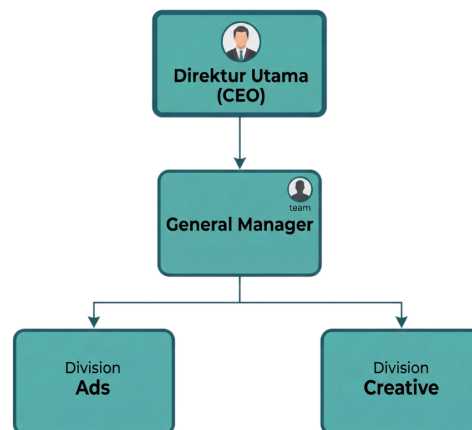 Direktur Utama
(CEO)
team
General Manager
Division
Ads
Division
Creative